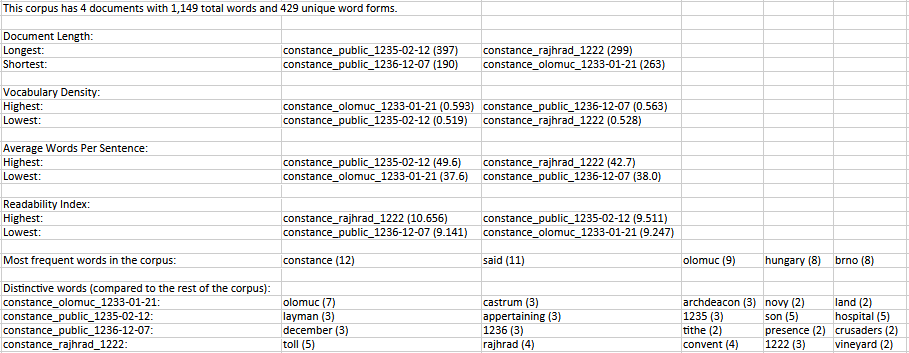 This corpus has 4 documents with 1,149 total words and 429 unique word forms.
Document Length:
Longest: constance_public_1235-02-12 (397) constance_rajhrad_1222 (299)
Shortest: constance_public_1236-12-07 (190) constance_olomuc_1233-01-21 (263)
Vocabulary Density:
Highest: constance_olomuc_1233-01-21 (0.593) constance_public_1236-12-07 (0.563)
Lowest: constance_public_1235-02-12 (0.519) constance_rajhrad_1222 (0.528)
Average Words Per Sentence:
Highest: constance_public_1235-02-12 (49.6) constance_rajhrad_1222 (42.7)
Lowest: constance_olomuc_1233-01-21 (37.6) constance_public_1236-12-07 (38.0)
Readability Index:
Highest: constance_rajhrad_1222 (10.656) constance_public_1235-02-12 (9.511)
Lowest: constance_public_1236-12-07 (9.141) constance_olomuc_1233-01-21 (9.247)
Most frequent words in the corpus: constance (12) said (11) olomuc (9) hungary (8) brno (8)
Distinctive words (compared to the rest of the corpus):
constance_olomuc_1233-01-21: olomuc (7) castrum (3) archdeacon (3) novy (2) land (2)
constance_public_1235-02-12: layman (3) appertaining (3) 1235 (3) son (5) hospital (5)
constance_public_1236-12-07: december (3) 1236 (3) tithe (2) presence (2) crusaders (2)
constance_rajhrad_1222: toll (5) rajhrad (4) convent (4) 1222 (3) vineyard (2)